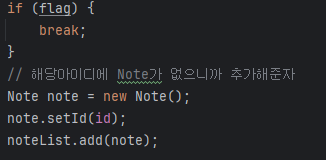 if (flag) {
break;
}
// 해당아이디에 Note가 없으니까 추가해준자
Note note = new Note();
note.setId(id);
noteList.add(note);